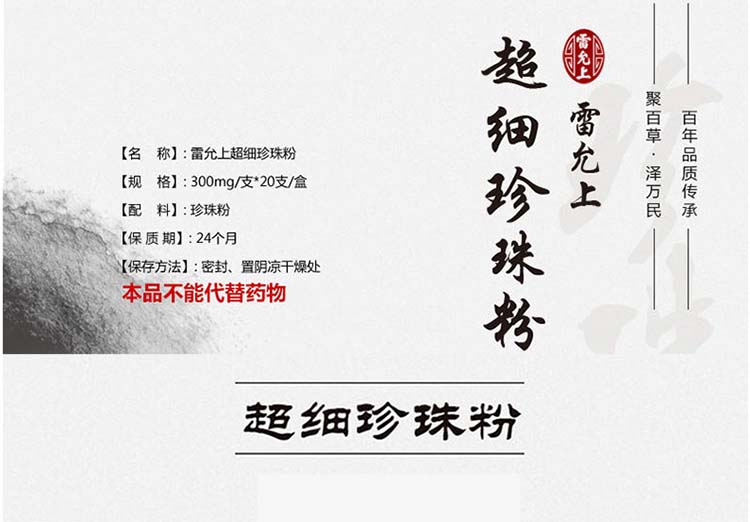 百年品质传承
聚百草·泽万民
雷允上
雷允上
超细珍珠粉
【名 称】: 雷允上超细珍珠粉
【规 格】: 300mg/支*20支/盒
【配 料】: 珍珠粉
【保 质 期】: 24个月
【保存方法】: 密封、置阴凉干燥处
本品不能代替药物
超细珍珠粉